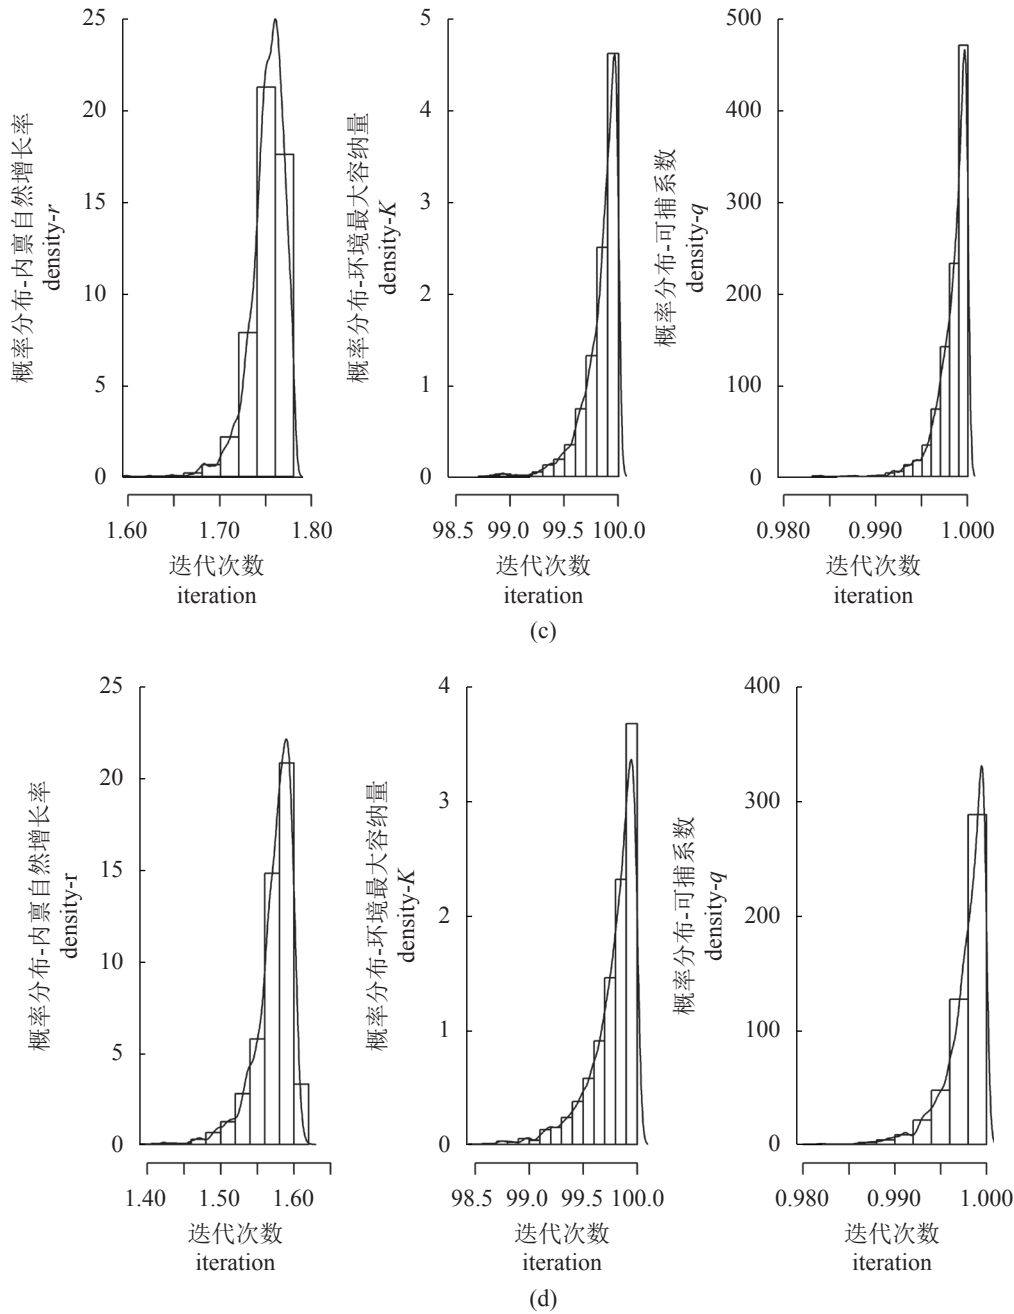 概率分布-内禀自然增长率
density-r
25
20
15
10
5
0
1.60 1.70 1.80
迭代次数
iteration
概率分布-环境最大容纳量
density-K
5
4
3
2
1
0
98.5 99.0 99.5 100.0
迭代次数
iteration
概率分布-可捕系数
density-q
500
400
300
200
100
0
0.980 0.990 1.000
迭代次数
iteration
(c)
概率分布-内禀自然增长率
density-r
25
20
15
10
5
0
1.40 1.50 1.60
迭代次数
iteration
概率分布-环境最大容纳量
density-K
4
3
2
1
0
98.5 99.0 99.5 100.0
迭代次数
iteration
概率分布-可捕系数
density-q
400
300
200
100
0
0.980 0.990 1.000
迭代次数
iteration
(d)